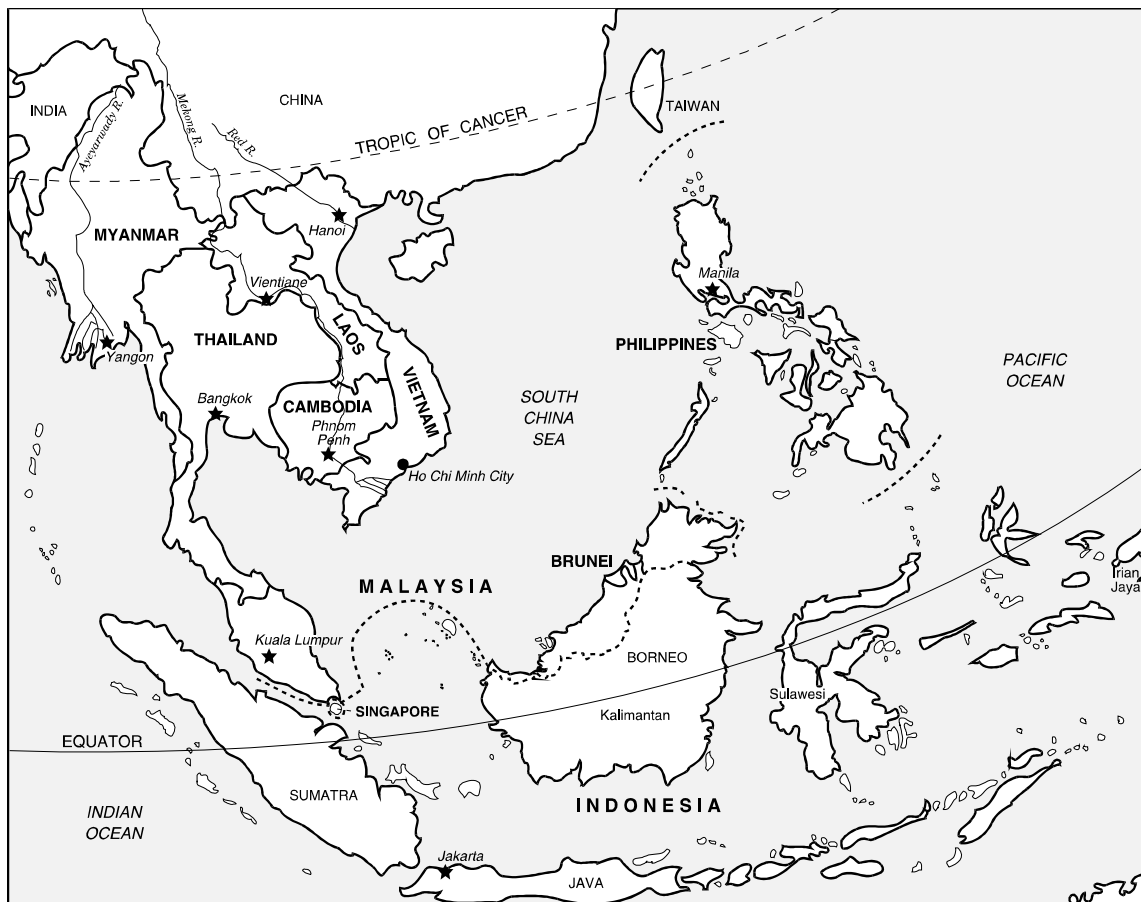 INDIA
CHINA
TAIWAN
Ayeyarwady R.
Mekong R.
Red R.
TROPIC OF CANCER
MYANMAR
Hanoi
Vientiane
Manila
THAILAND
LAOS
PHILIPPINES
Yangon
PACIFIC
OCEAN
VIETNAM
Bangkok
CAMBODIA
SOUTH
CHINA
SEA
Phnom
Penh
Ho Chi Minh City
BRUNEI
Irian
Jaya
MALAYSIA
Kuala Lumpur
BORNEO
Sulawesi
SINGAPORE
Kalimantan
EQUATOR
SUMATRA
INDONESIA
INDIAN
OCEAN
Jakarta
JAVA